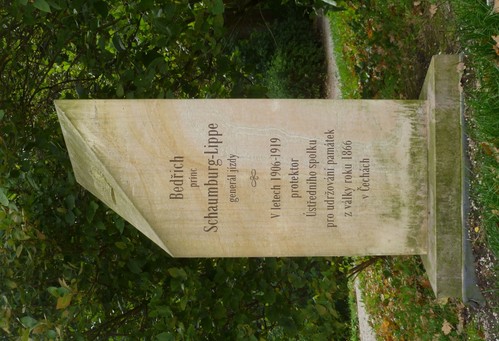 Bedřich
princ
Schaumburg-Lippe
generál jízdy
V letech 1906-1919
protektor
Ústředního spolku
pro udržování památek
z války roku 1866
v Čechách